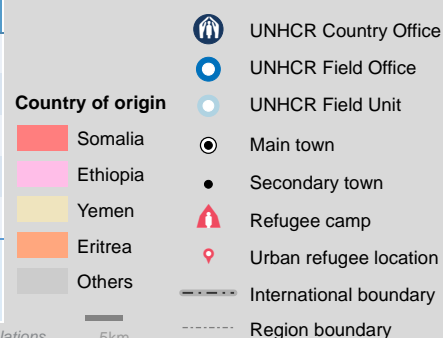 UNHCR Country Office
UNHCR Field Office
Country of origin
UNHCR Field Unit
Somalia
Main town
Ethiopia
Secondary town
Yemen
Refugee camp
Eritrea
Urban refugee location
Others
International boundary
5km
Region boundary